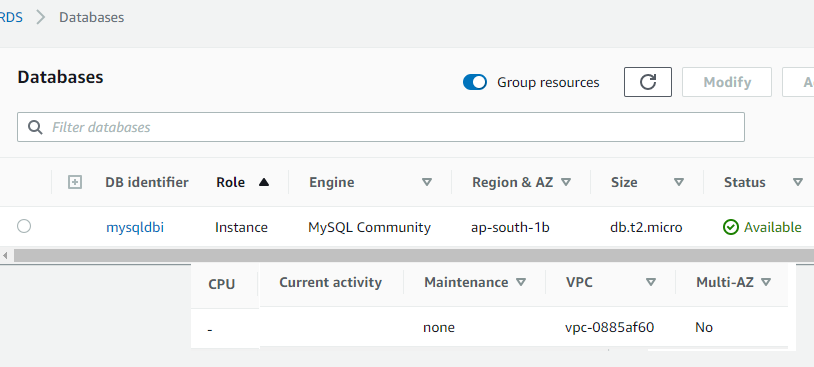 RDS > Databases
Databases
Group resources
Modify
Filter databases
DB identifier Role Engine Region & AZ Size Status
mysqldbi Instance MySQL Community ap-south-1b db.t2.micro Available
CPU Current activity Maintenance VPC Multi-AZ
- none vpc-0885af60 No